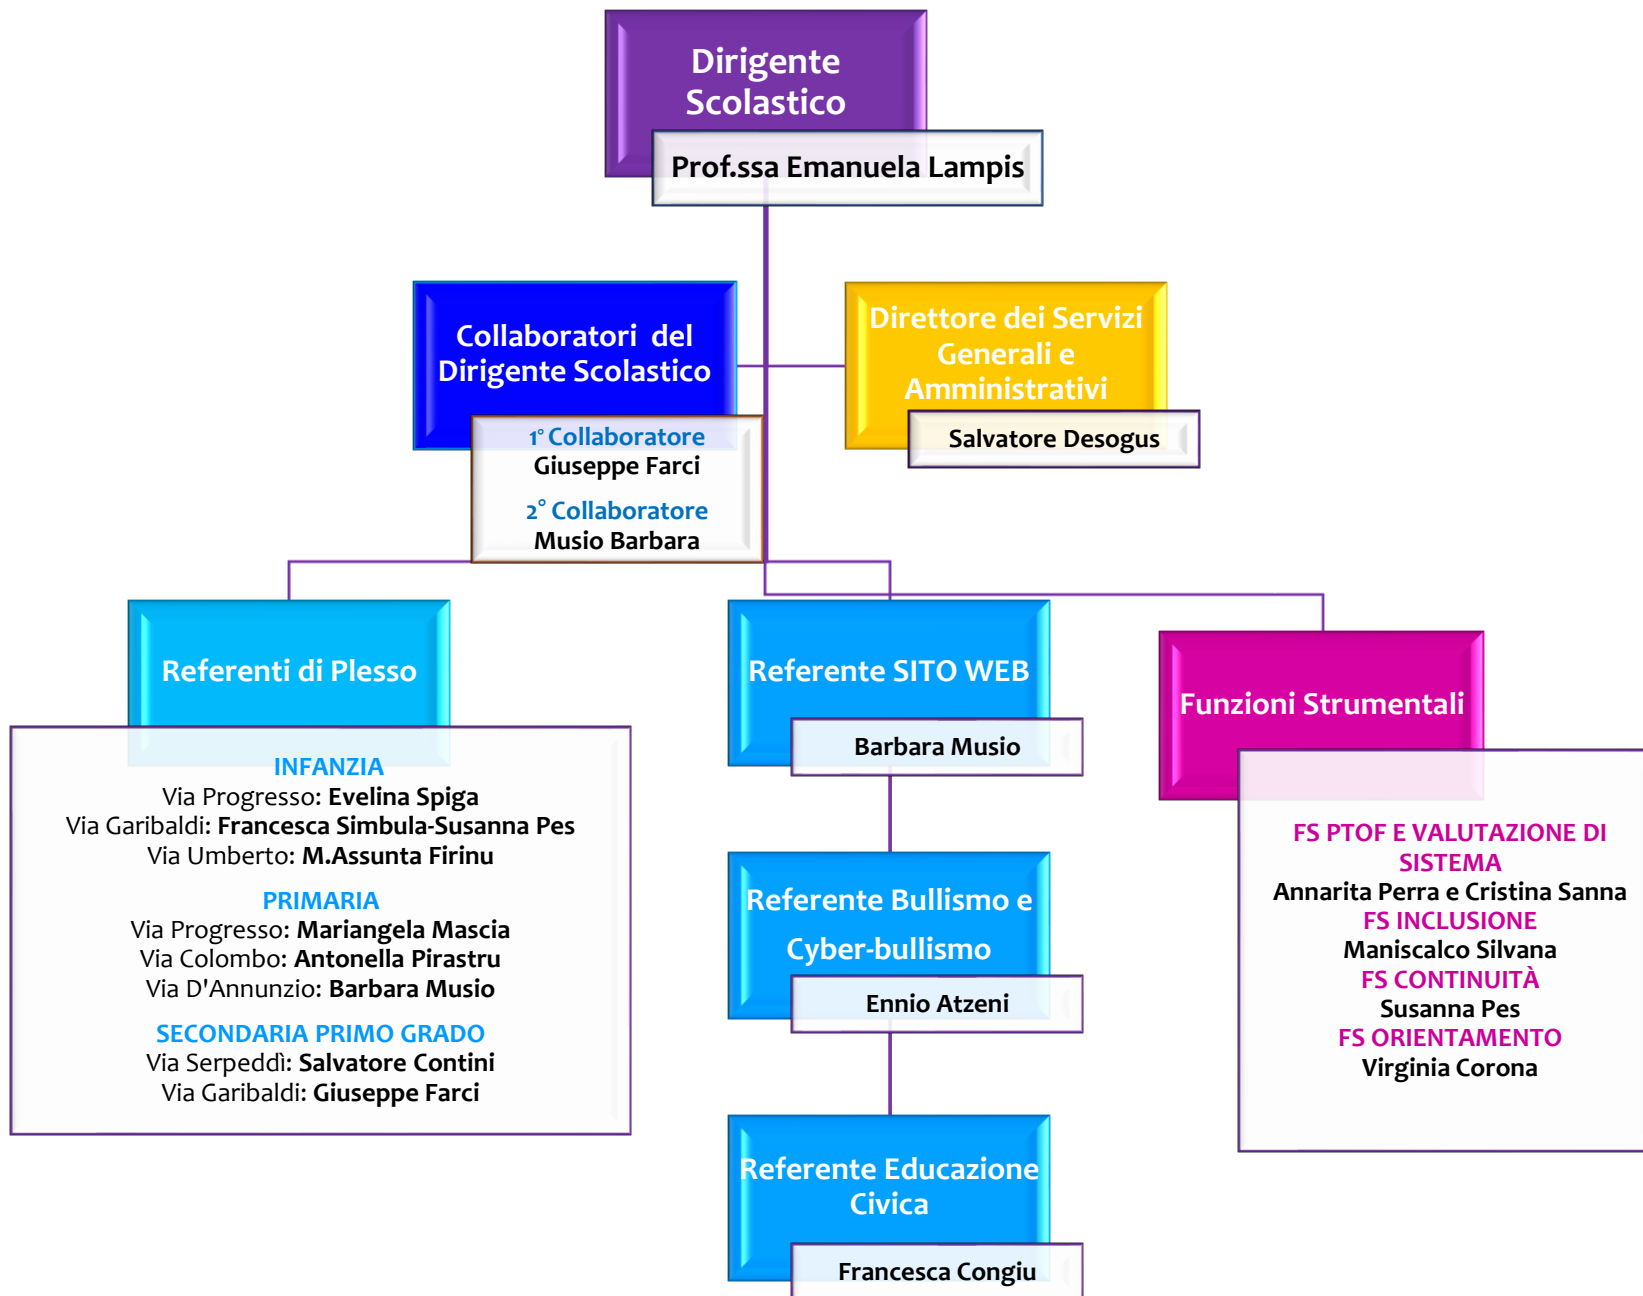 Dirigente
Scolastico
Prof.ssa Emanuela Lampis
Collaboratori del
Dirigente Scolastico
1° Collaboratore
Giuseppe Farci
2° Collaboratore
Musio Barbara
Direttore dei Servizi
Generali e
Amministrativi
Salvatore Desogus
Referenti di Plesso
INFANZIA
Via Progresso: Evelina Spiga
Via Garibaldi: Francesca Simbula-Susanna Pes
Via Umberto: M.Assunta Firinu
PRIMARIA
Via Progresso: Mariangela Mascia
Via Colombo: Antonella Pirastru
Via D'Annunzio: Barbara Musio
SECONDARIA PRIMO GRADO
Via Serpeddì: Salvatore Contini
Via Garibaldi: Giuseppe Farci
Referente SITO WEB
Barbara Musio
Referente Bullismo e
Cyber-bullismo
Ennio Atzeni
Referente Educazione
Civica
Francesca Congiu
Funzioni Strumentali
FS PTOF E VALUTAZIONE DI
SISTEMA
Annarita Perra e Cristina Sanna
FS INCLUSIONE
Maniscalco Silvana
FS CONTINUITÀ
Susanna Pes
FS ORIENTAMENTO
Virginia Corona